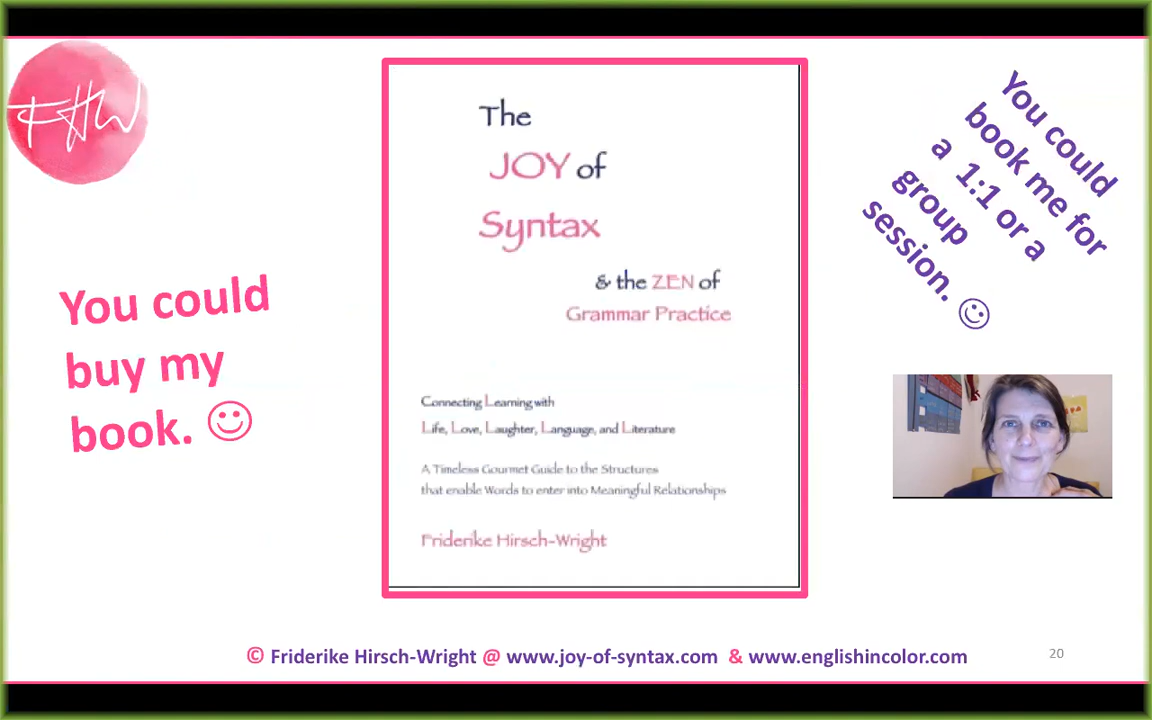 FHW
You could
buy my
book. ☺
The
JOY of
Syntax
& the ZEN of
Grammar Practice
Connecting Learning with
Life, Love, Laughter, Language, and Literature
A Timeless Gourmet Guide to the Structures
that enable Words to enter into Meaningful Relationships
Friderike Hirsch-Wright
You could
book me for
a 1:1 or a
group
session. ☺
© Friderike Hirsch-Wright @ www.joy-of-syntax.com & www.englishincolor.com
20